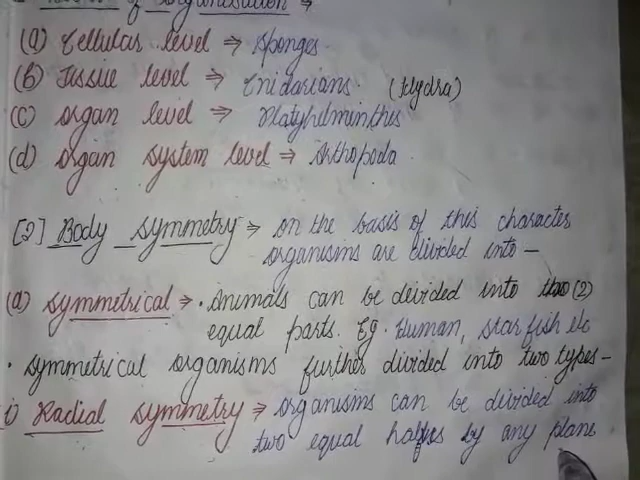 of Organisation ⇒
(a) Cellular level ⇒ Sponges.
(b) Tissue level ⇒ Cnidarians. (Hydra)
(c) Organ level ⇒ Platyhelminthes
(d) Organ system level ⇒ Arthopoda.
[2] Body symmetry ⇒ On the basis of this character
organisms are divided into —
(a) Symmetrical → • Animals can be divided into (2)
equal parts. Eg. Human, Star fish etc
• Symmetrical organisms further divided into two types —
i) Radial symmetry ⇒ Organisms can be divided into
two equal halfes by any plane